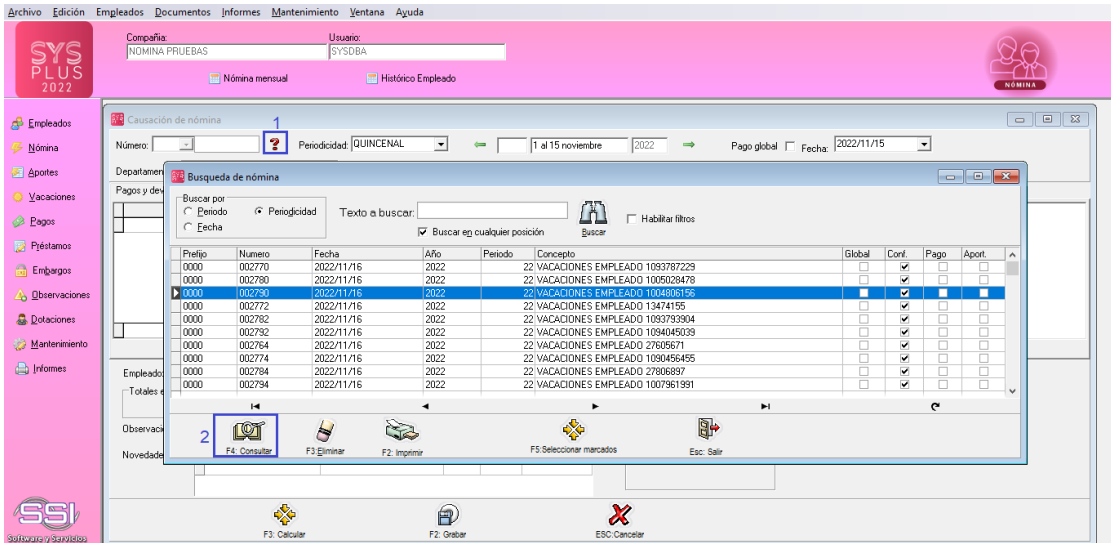 Archivo Edición Empleados Documentos Informes Mantenimiento Ventana Ayuda
SYS
PLUS
2022
Compañia:
NOMINA PRUEBAS
Usuario:
SYSDBA
Nómina mensual
Histórico Empleado
NÓMINA
Empleados
Nómina
Aportes
Vacaciones
Pagos
Préstamos
Embargos
Observaciones
Dotaciones
Mantenimiento
Informes
SSI
Software y Servicios
Causación de nómina
1
Número:
?
Periodicidad: QUINCENAL
1 al 15 noviembre
2022
Pago global
Fecha: 2022/11/15
Departamen
Pagos y dev
Busqueda de nómina
Buscar por
Periodo
Periodicidad
Fecha
Texto a buscar:
Buscar en cualquier posición
Buscar
Habilitar filtros
Prefijo Numero Fecha Año Periodo Concepto Global Conf. Pago Aport.
0000 002770 2022/11/16 2022 22 VACACIONES EMPLEADO 1093787229
0000 002780 2022/11/16 2022 22 VACACIONES EMPLEADO 1005028478
0000 002790 2022/11/16 2022 22 VACACIONES EMPLEADO 1004806156
0000 002772 2022/11/16 2022 22 VACACIONES EMPLEADO 13474155
0000 002782 2022/11/16 2022 22 VACACIONES EMPLEADO 1093793904
0000 002792 2022/11/16 2022 22 VACACIONES EMPLEADO 1094045039
0000 002764 2022/11/16 2022 22 VACACIONES EMPLEADO 27605671
0000 002774 2022/11/16 2022 22 VACACIONES EMPLEADO 1090456455
0000 002784 2022/11/16 2022 22 VACACIONES EMPLEADO 27806897
0000 002794 2022/11/16 2022 22 VACACIONES EMPLEADO 1007961991
2
F4: Consultar
F3:Eliminar
F2: Imprimir
F5:Seleccionar marcados
Esc: Salir
Empleado:
Totales e
Observaci
Novedade
F3: Calcular
F2: Grabar
ESC:Cancelar